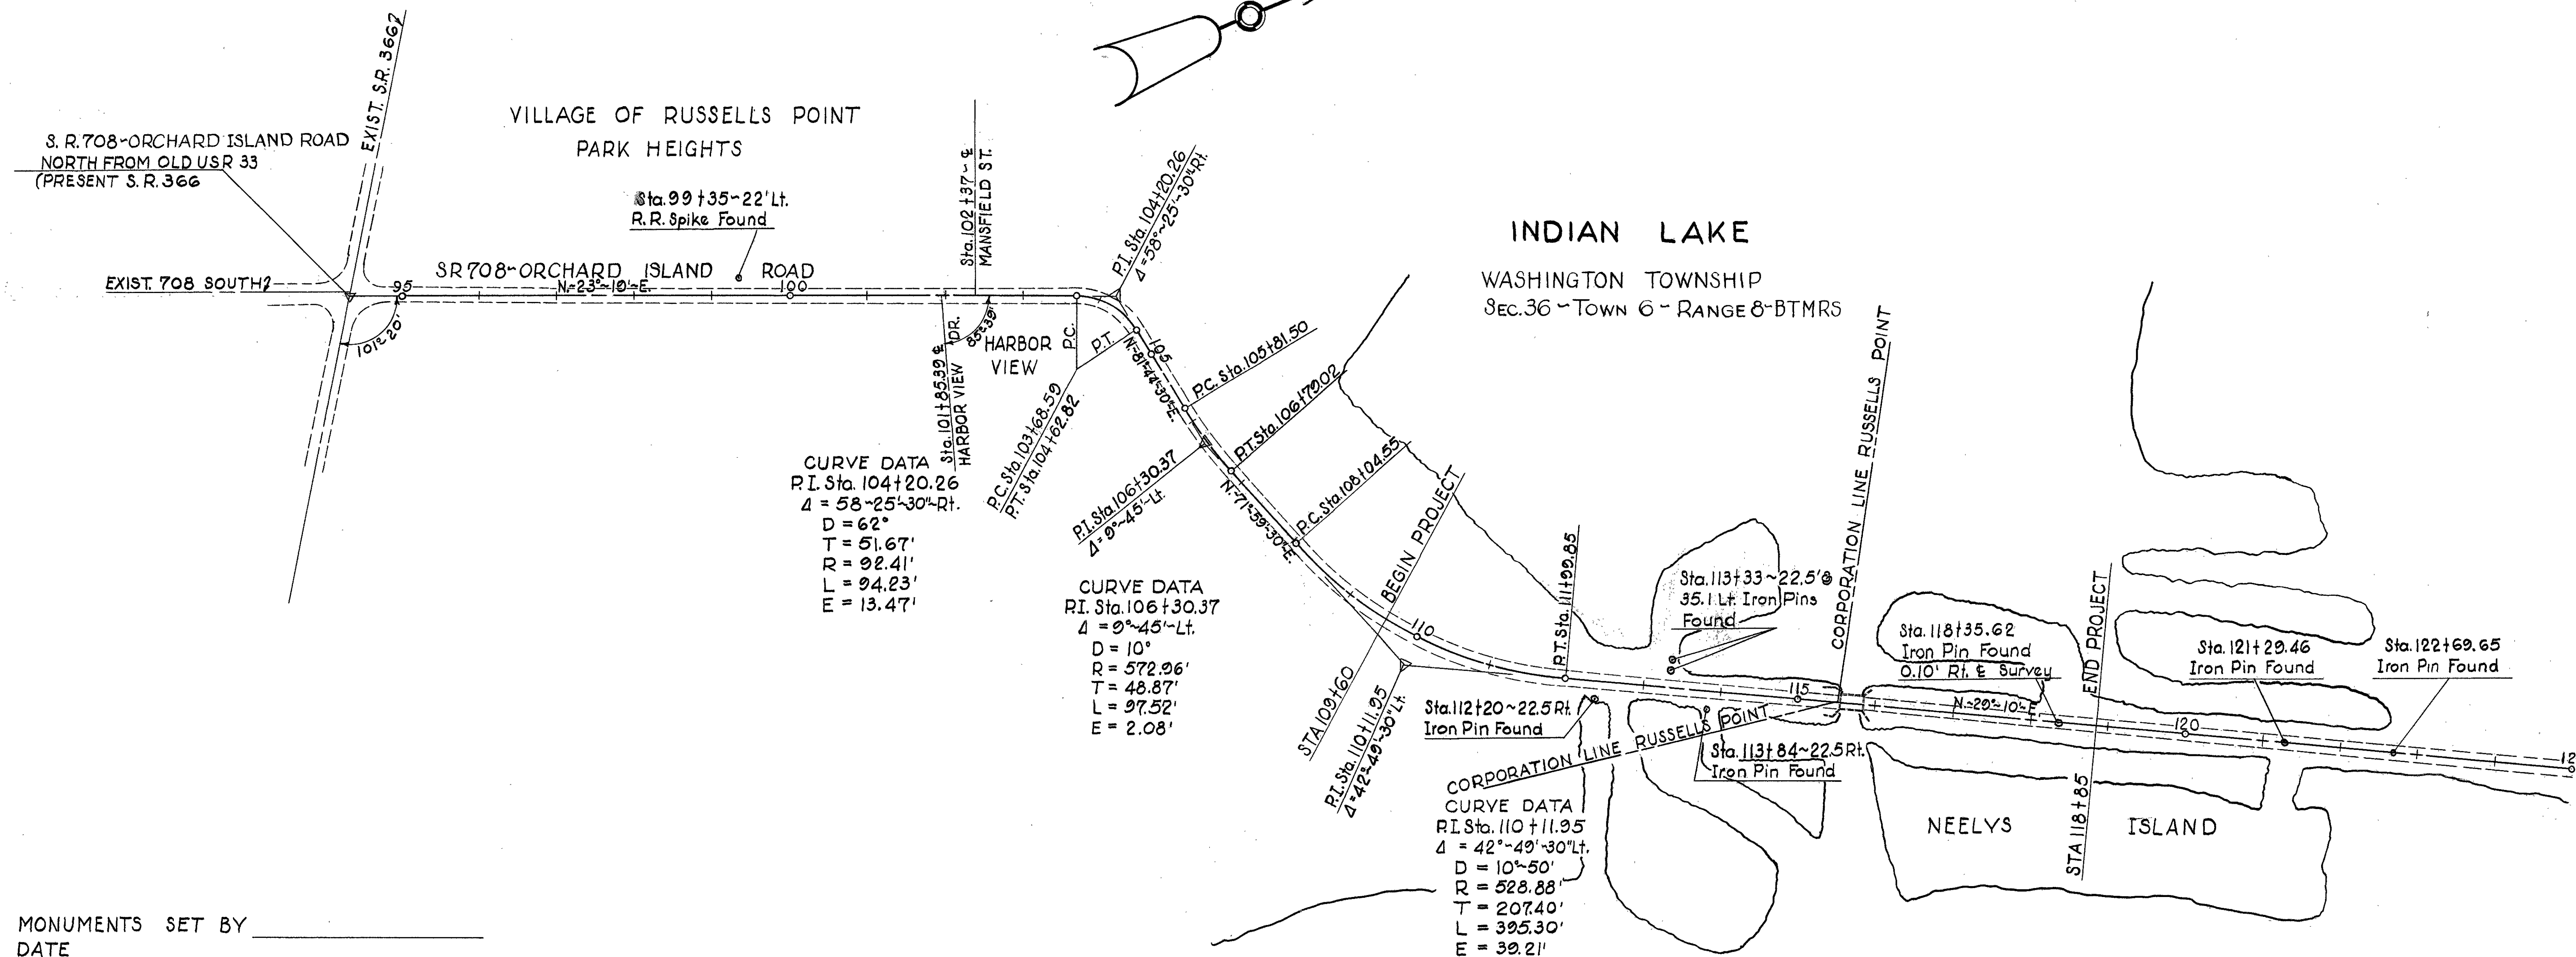 EXIST. S.R. 366
S. R. 708~ORCHARD ISLAND ROAD
NORTH FROM OLD USR 33
(PRESENT S. R. 366
VILLAGE OF RUSSELLS POINT
PARK HEIGHTS
Sta. 99+35~22' Lt.
R.R. Spike Found
EXIST. 708 SOUTH
SR 708~ORCHARD ISLAND ROAD
95
N.~23°~19'~E.
100
101°20'
Sta. 102+37~℄
MANSFIELD ST.
Sta. 101+85.39 ℄
HARBOR VIEW DR.
85°39'
HARBOR
VIEW
P.C.
P.T.
P.I. Sta. 104+20.26
Δ = 58°~25'~30"Rt.
105
N.~81°~44'~30"~E.
P.C. Sta. 103+68.59
P.T. Sta. 104+62.82
P.C. Sta. 105+81.50
P.T. Sta. 106+79.02
P.I. Sta. 106+30.37
Δ = 9°~45'~Lt.
N.~71°~59'~30"~E.
P.C. Sta. 108+04.55
CURVE DATA
P.I. Sta. 104+20.26
Δ = 58~25'~30"~Rt.
D = 62°
T = 51.67'
R = 92.41'
L = 94.23'
E = 13.47'
CURVE DATA
P.I. Sta. 106+30.37
Δ = 9°~45'~Lt.
D = 10°
R = 572.96'
T = 48.87'
L = 97.52'
E = 2.08'
INDIAN LAKE
WASHINGTON TOWNSHIP
SEC. 36 ~ TOWN 6 ~ RANGE 8~BTMRS
STA 109+60
BEGIN PROJECT
110
P.I. Sta. 110+11.95
Δ = 42°~49'~30" Lt.
P.T. Sta. 111+99.85
Sta. 113+33~22.5' &
35.1 Lt. Iron Pins
Found
CORPORATION LINE RUSSELLS POINT
Sta. 112+20~22.5 Rt.
Iron Pin Found
115
CORPORATION LINE RUSSELLS POINT
Sta. 113+84~22.5 Rt.
Iron Pin Found
CURVE DATA
P.I. Sta. 110+11.95
Δ = 42°~49'~30" Lt.
D = 10°~50'
R = 528.88'
T = 207.40'
L = 395.30'
E = 39.21'
Sta. 118+35.62
Iron Pin Found
0.10' Rt. ℄ Survey
N.~29°~10'~E.
END PROJECT
STA 118+85
120
Sta. 121+29.46
Iron Pin Found
Sta. 122+69.65
Iron Pin Found
12
NEELYS ISLAND
MONUMENTS SET BY
DATE